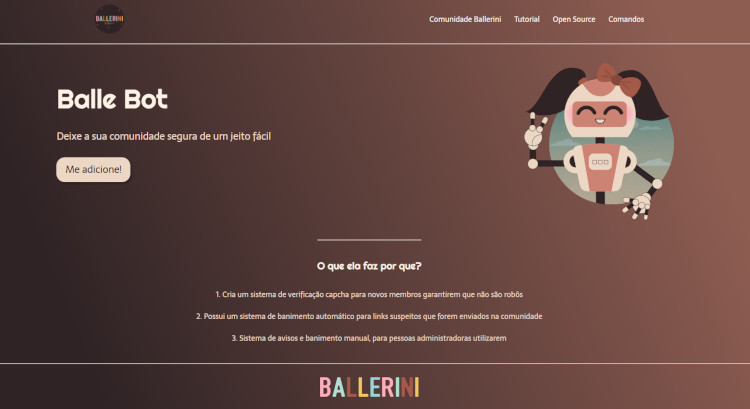 BALLERINI
Comunidade Ballerini Tutorial Open Source Comandos
Balle Bot
Deixe a sua comunidade segura de um jeito fácil
Me adicione!
O que ela faz por que?
1. Cria um sistema de verificação capcha para novos membros garantirem que não são robôs
2. Possui um sistema de banimento automático para links suspeitos que forem enviados na comunidade
3. Sistema de avisos e banimento manual, para pessoas administradoras utilizarem
BALLERINI